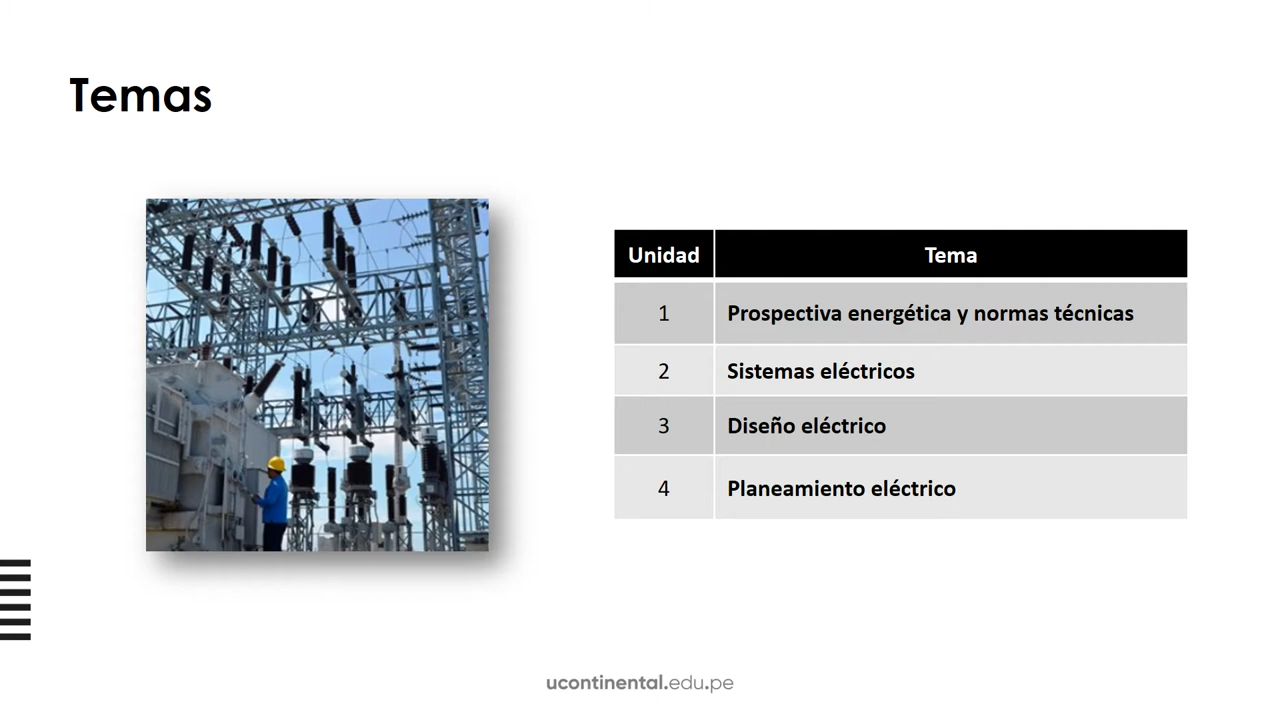 Temas
Unidad Tema
1 Prospectiva energética y normas técnicas
2 Sistemas eléctricos
3 Diseño eléctrico
4 Planeamiento eléctrico
ucontinental.edu.pe